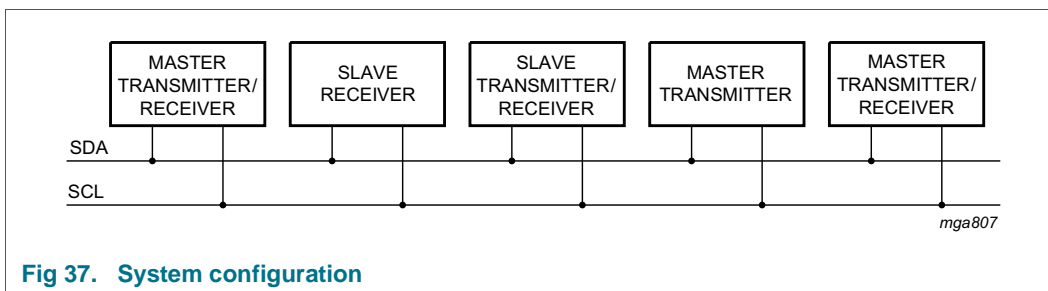 MASTER
TRANSMITTER/
RECEIVER
SLAVE
RECEIVER
SLAVE
TRANSMITTER/
RECEIVER
MASTER
TRANSMITTER
MASTER
TRANSMITTER/
RECEIVER
SDA
SCL
mga807
Fig 37. System configuration